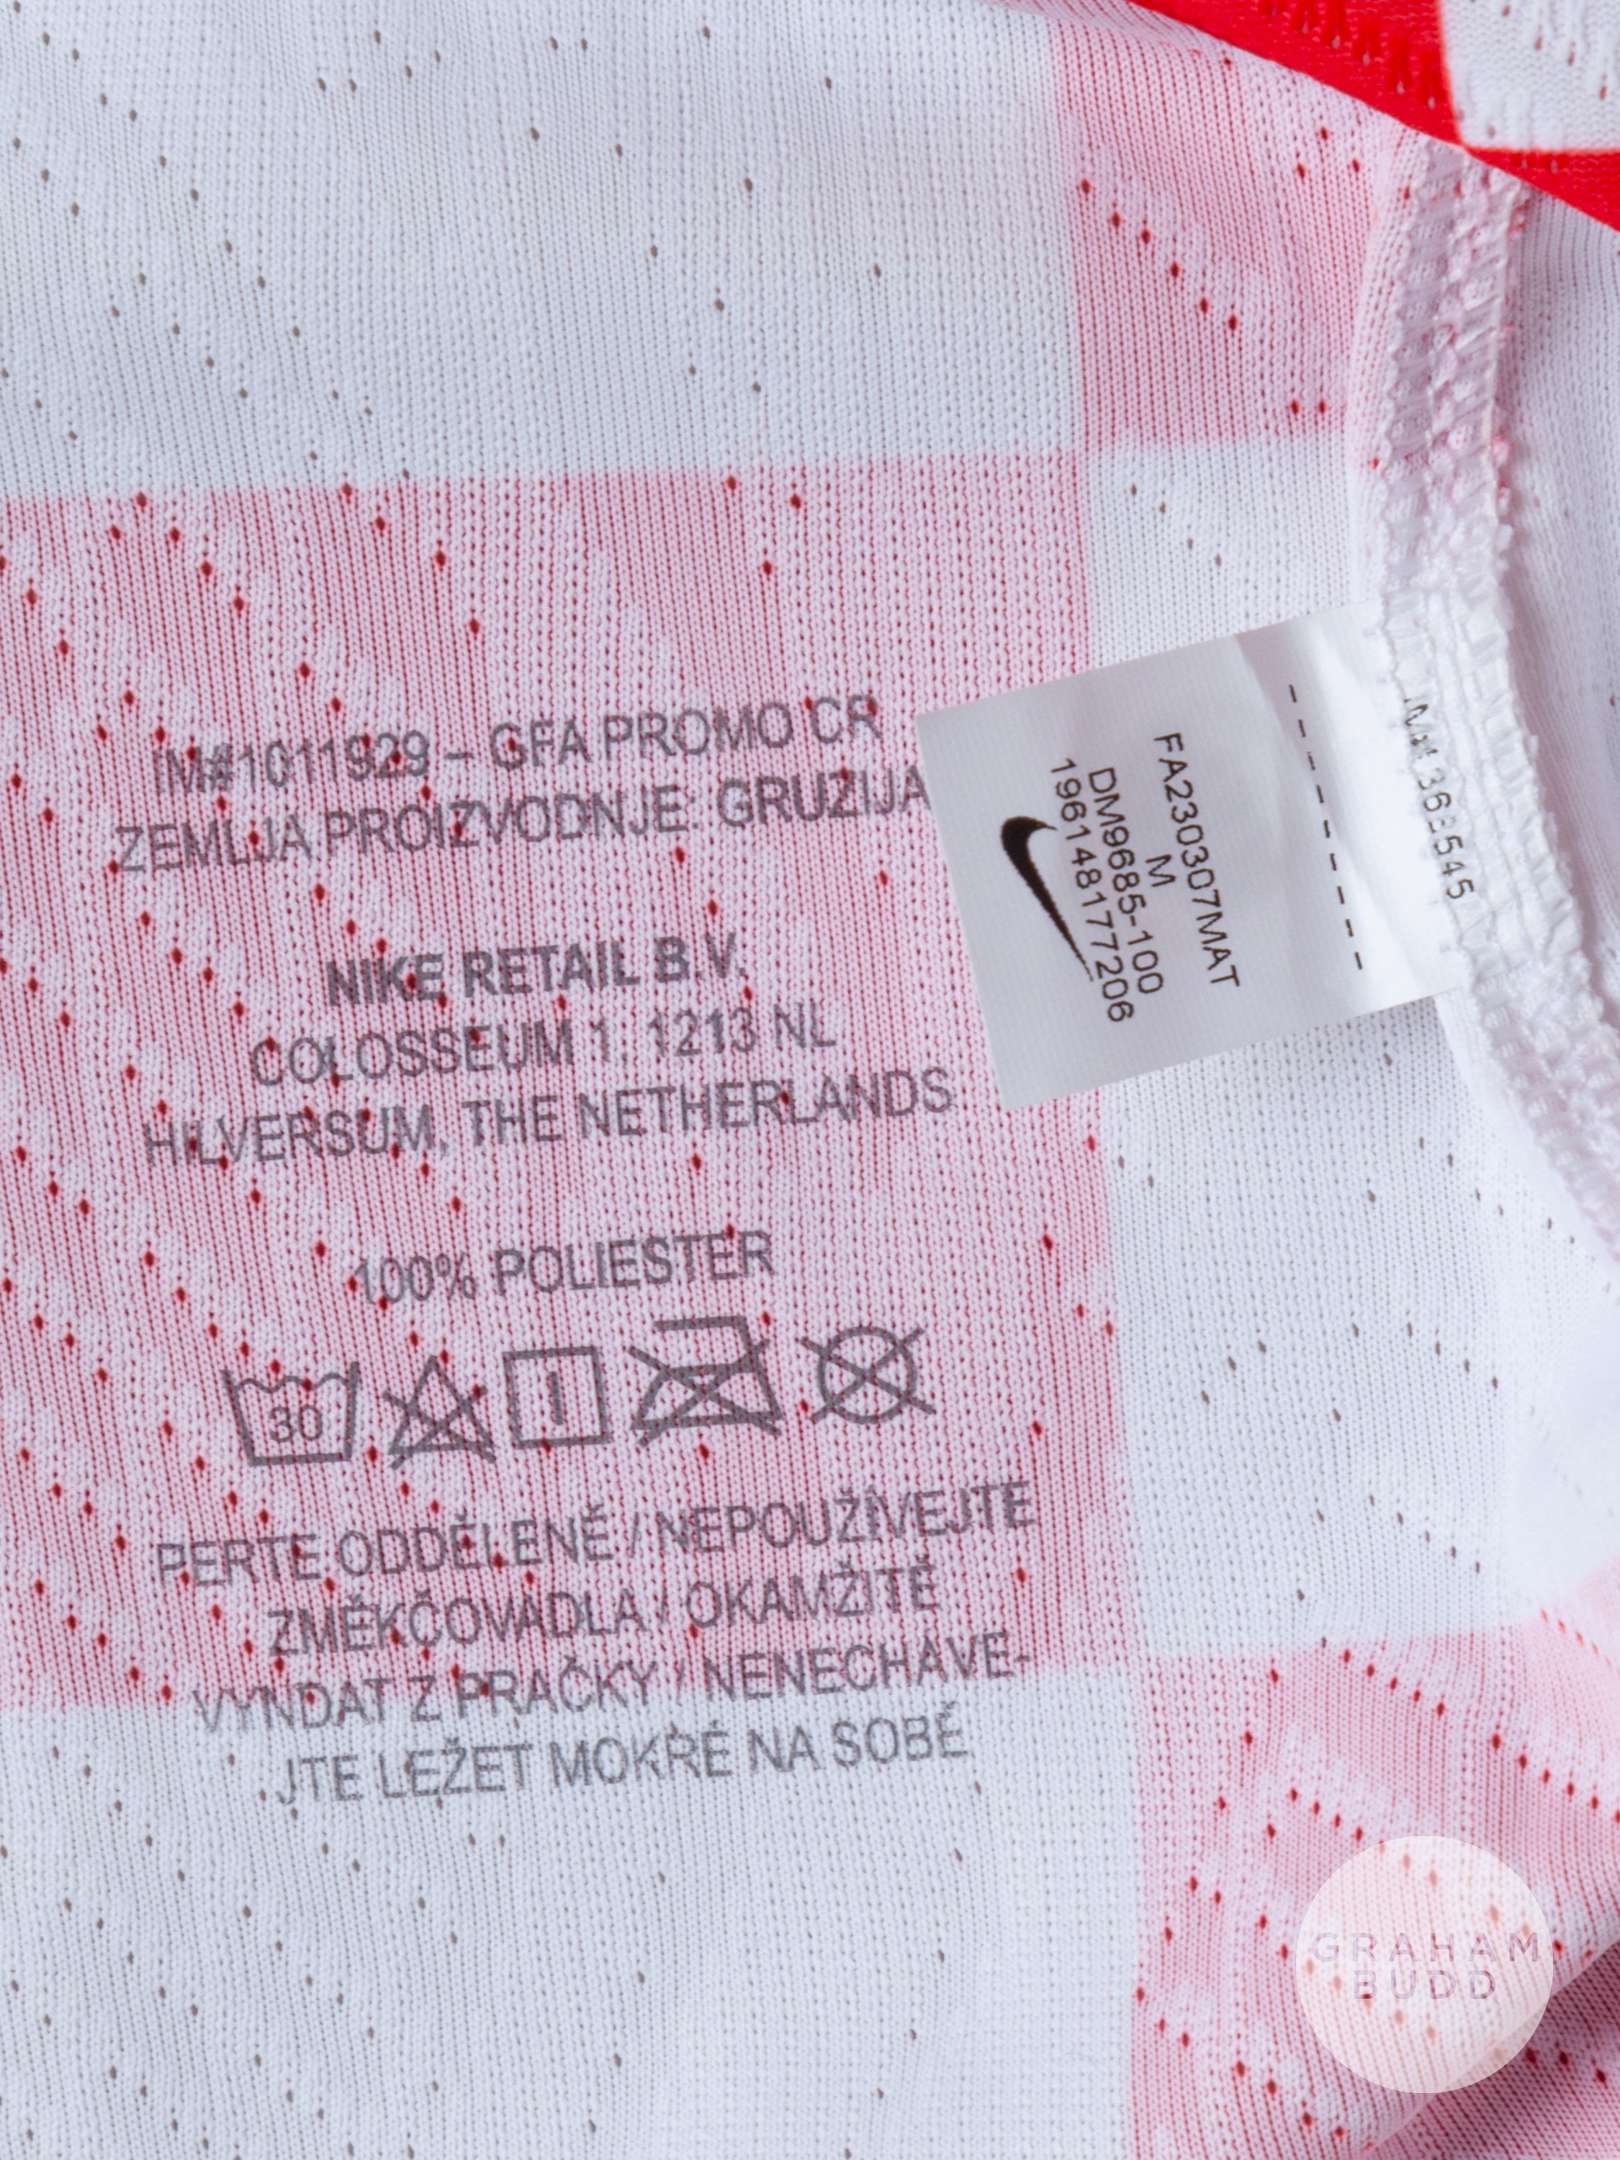 IM#1011929 – GFA PROMO CR
ZEMLJA PROIZVODNJE: GRUZIJA
NIKE RETAIL B.V.
COLOSSEUM 1, 1213 NL
HILVERSUM, THE NETHERLANDS
100% POLIESTER
30
PERTE ODDĚLENĚ / NEPOUŽÍVEJTE
ZMĚKČOVADLA / OKAMŽITĚ
VYNDAT Z PRAČKY / NENECHAVE-
JTE LEŽET MOKRÉ NA SOBĚ
FA230307MAT
M
DM9685-100
196148177206
GRAHAM
BUDD